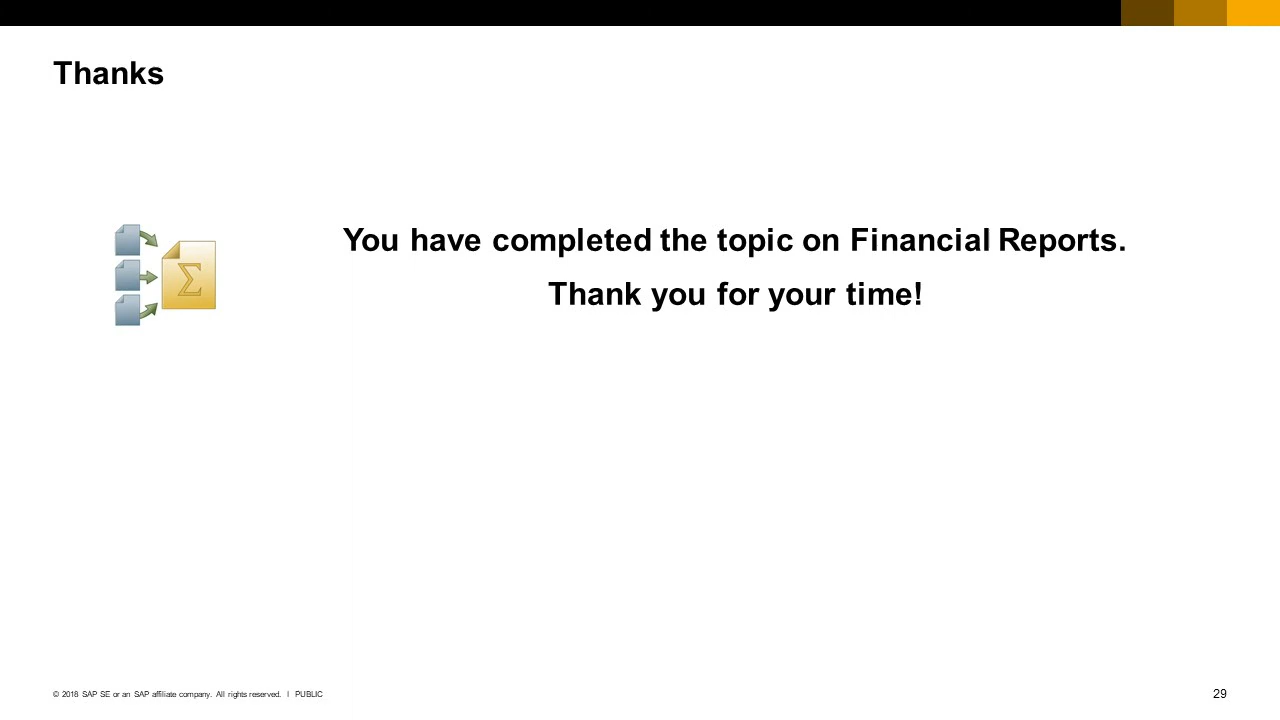 Thanks
You have completed the topic on Financial Reports.
Thank you for your time!
Σ
© 2018 SAP SE or an SAP affiliate company. All rights reserved. ǀ PUBLIC
29